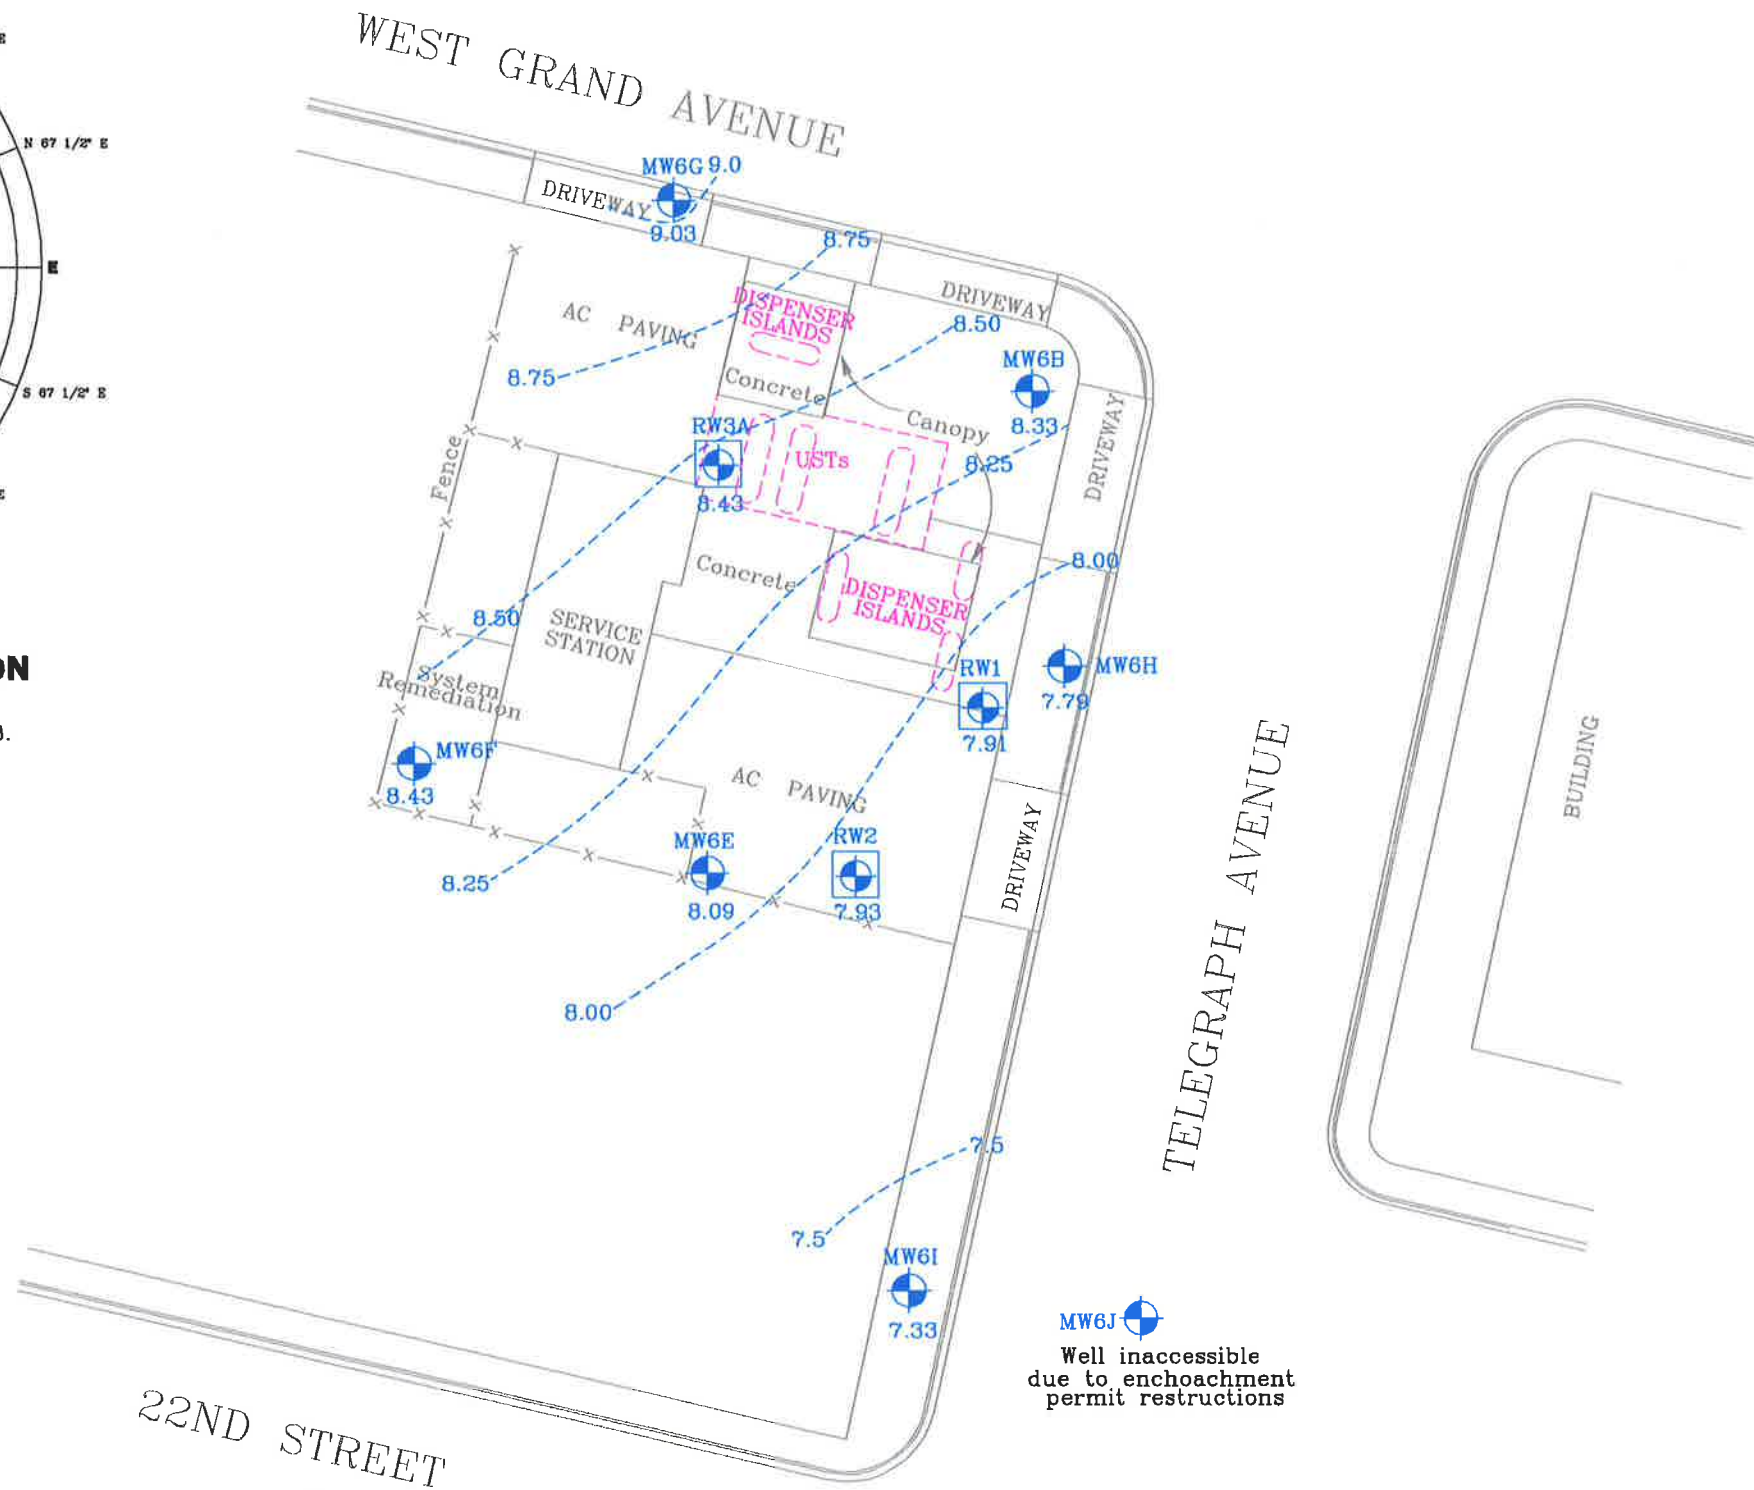 E
N 67 1/2° E
E
S 67 1/2° E
E
ON
WEST GRAND AVENUE
MW6G 9.0
DRIVEWAY
9.03
8.75
DRIVEWAY
8.50
AC PAVING
DISPENSER
ISLANDS
8.75
MW6B
8.33
Concrete
Canopy
DRIVEWAY
RW3A
USTs
8.25
8.43
Fence
Concrete
8.00
DISPENSER
ISLANDS
8.50
SERVICE
STATION
RW1
MW6H
7.79
7.91
System
Remediation
MW6F
8.43
AC PAVING
DRIVEWAY
MW6E
RW2
8.25
8.09
7.93
8.00
TELEGRAPH AVENUE
BUILDING
7.5
7.5
MW6I
7.33
MW6J
Well inaccessible
due to enchoachment
permit restructions
22ND STREET